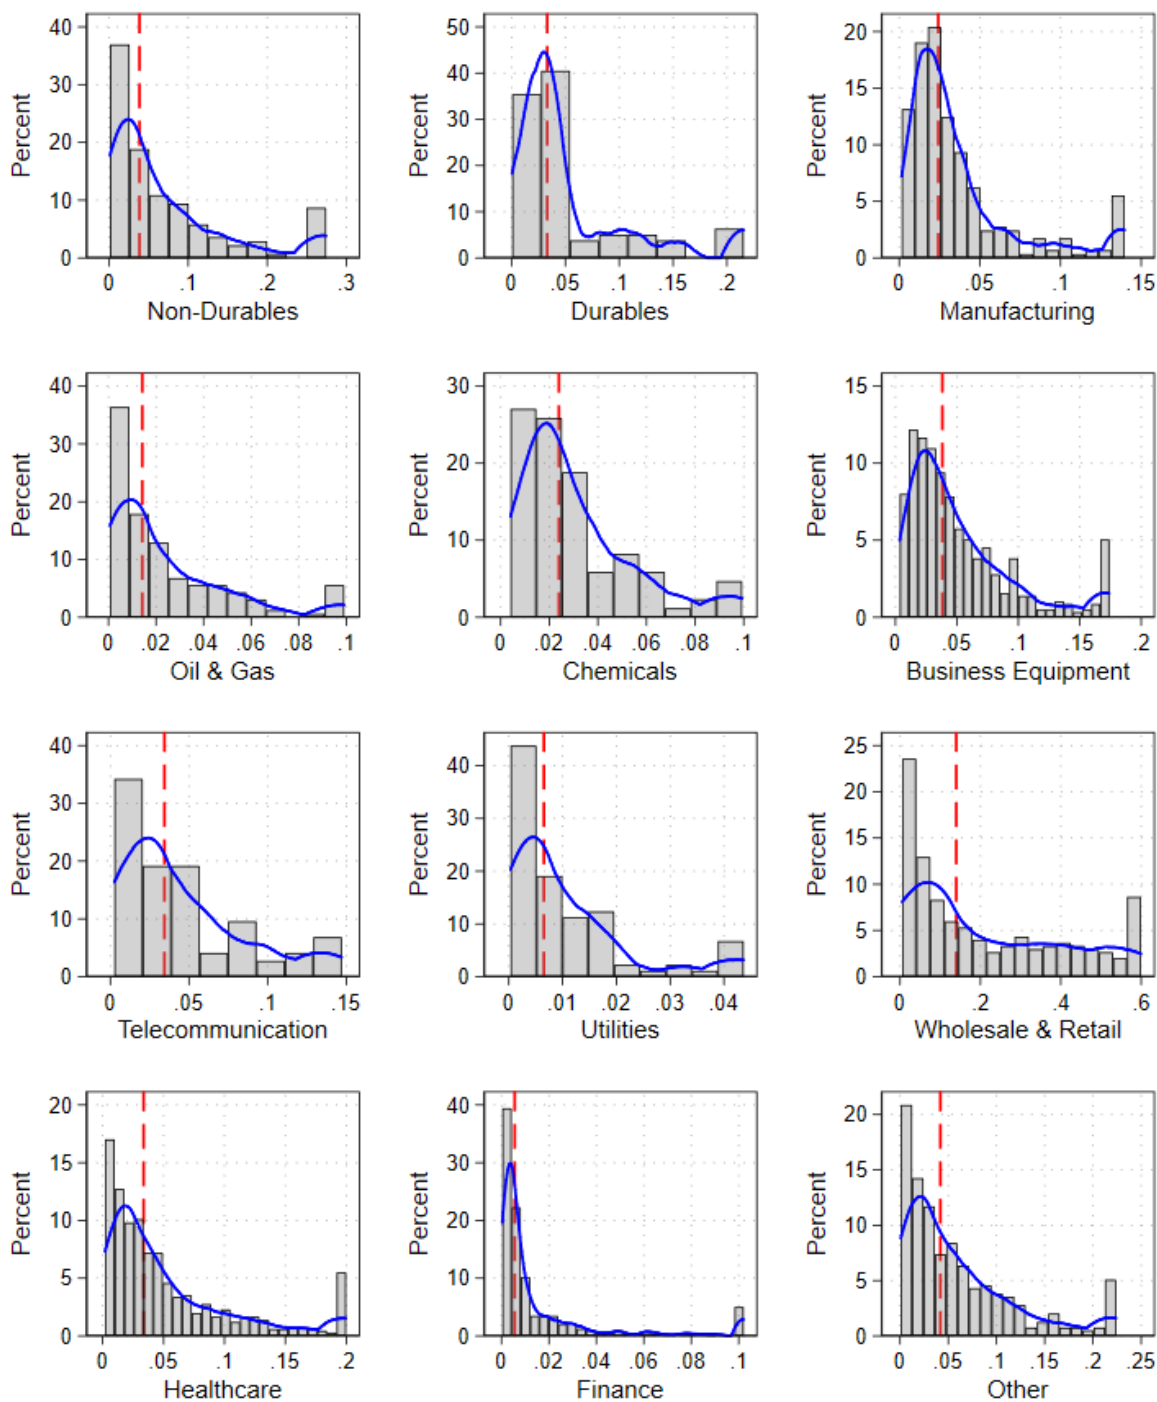 Percent
40
30
20
10
0
0 .1 .2 .3
Non-Durables
Percent
50
40
30
20
10
0
0 .05 .1 .15 .2
Durables
Percent
20
15
10
5
0
0 .05 .1 .15
Manufacturing
Percent
40
30
20
10
0
0 .02 .04 .06 .08 .1
Oil & Gas
Percent
30
20
10
0
0 .02 .04 .06 .08 .1
Chemicals
Percent
15
10
5
0
0 .05 .1 .15 .2
Business Equipment
Percent
40
30
20
10
0
0 .05 .1 .15
Telecommunication
Percent
40
30
20
10
0
0 .01 .02 .03 .04
Utilities
Percent
25
20
15
10
5
0
0 .2 .4 .6
Wholesale & Retail
Percent
20
15
10
5
0
0 .05 .1 .15 .2
Healthcare
Percent
40
30
20
10
0
0 .02 .04 .06 .08 .1
Finance
Percent
20
15
10
5
0
0 .05 .1 .15 .2 .25
Other